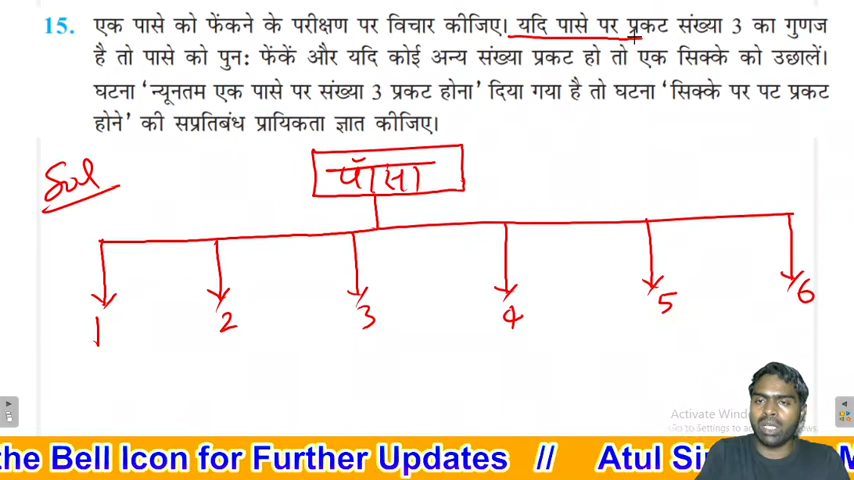 15. एक पासे को फेंकने के परीक्षण पर विचार कीजिए। यदि पासे पर प्रकट संख्या 3 का गुणज
है तो पासे को पुनः फेंकें और यदि कोई अन्य संख्या प्रकट हो तो एक सिक्के को उछालें।
घटना ‘न्यूनतम एक पासे पर संख्या 3 प्रकट होना’ दिया गया है तो घटना ‘सिक्के पर पट प्रकट
होने’ की सप्रतिबंध प्रायिकता ज्ञात कीजिए।
Sol
पॉसा
1 2 3 4 5 6
Activate Windows
the Bell Icon for Further Updates // Atul